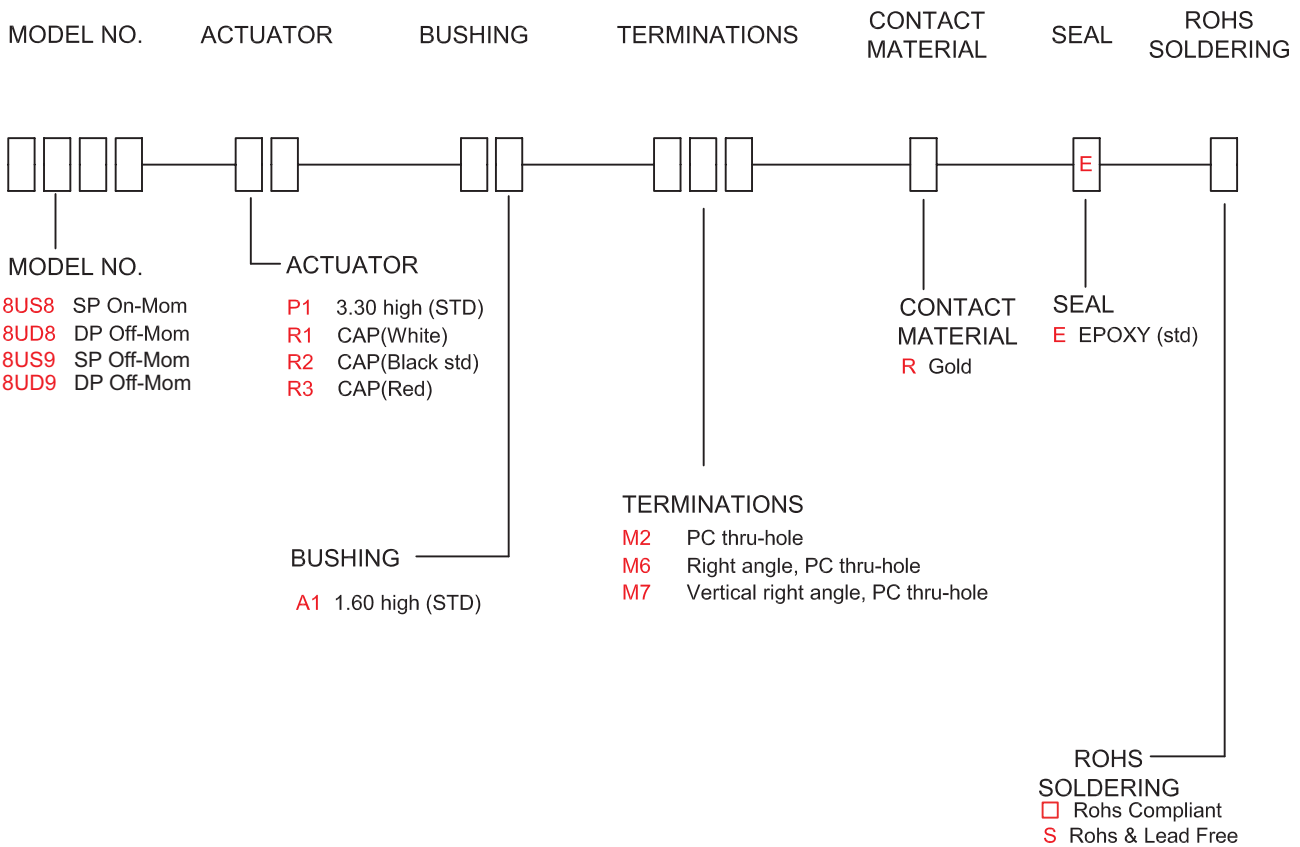 MODEL NO. ACTUATOR BUSHING TERMINATIONS CONTACT MATERIAL SEAL ROHS SOLDERING
E
MODEL NO.
8US8 SP On-Mom
8UD8 DP Off-Mom
8US9 SP Off-Mom
8UD9 DP Off-Mom
ACTUATOR
P1 3.30 high (STD)
R1 CAP(White)
R2 CAP(Black std)
R3 CAP(Red)
BUSHING
A1 1.60 high (STD)
TERMINATIONS
M2 PC thru-hole
M6 Right angle, PC thru-hole
M7 Vertical right angle, PC thru-hole
CONTACT
MATERIAL
R Gold
SEAL
E EPOXY (std)
ROHS
SOLDERING
Rohs Compliant
S Rohs & Lead Free